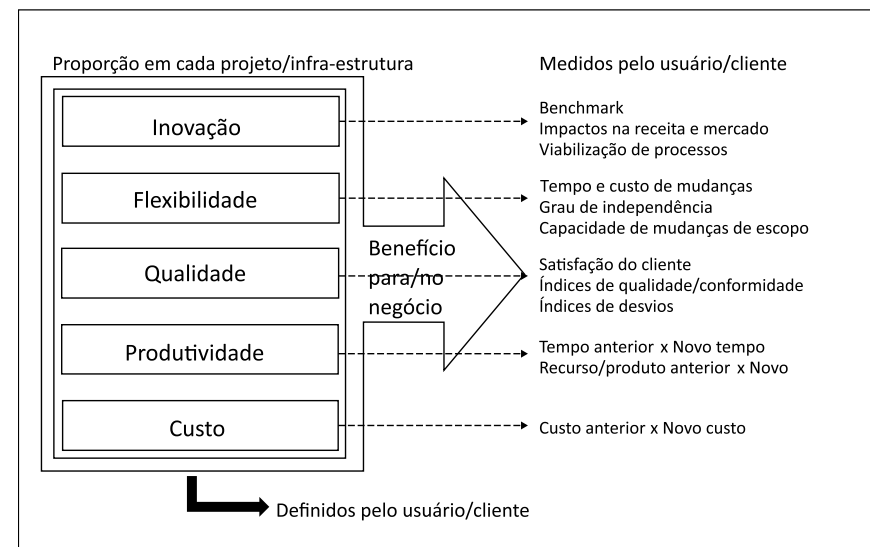 Proporção em cada projeto/infra-estrutura
Medidos pelo usuário/cliente
Inovação
Benchmark
Impactos na receita e mercado
Viabilização de processos
Flexibilidade
Tempo e custo de mudanças
Grau de independência
Capacidade de mudanças de escopo
Qualidade
Benefício
para/no
negócio
Satisfação do cliente
Índices de qualidade/conformidade
Índices de desvios
Produtividade
Tempo anterior x Novo tempo
Recurso/produto anterior x Novo
Custo
Custo anterior x Novo custo
Definidos pelo usuário/cliente